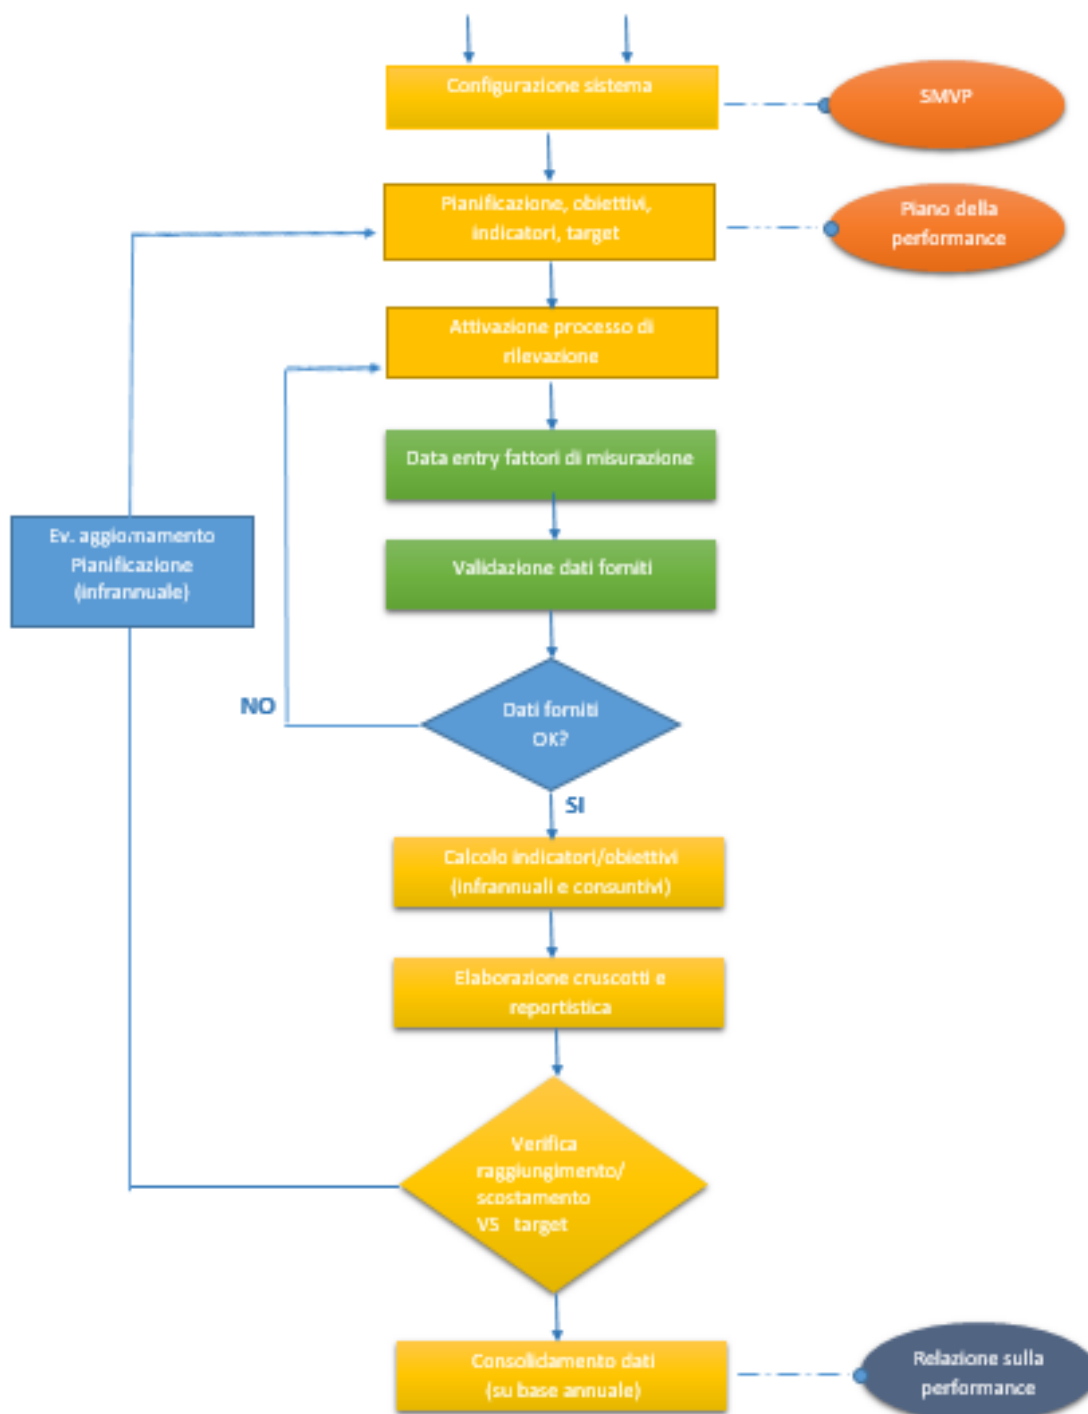 Configurazione sistema
SMVP
Pianificazione, obiettivi,
indicatori, target
Piano della
performance
Attivazione processo di
rilevazione
Data entry fattori di misurazione
Ev. aggiornamento
Pianificazione
(infrannuale)
Validazione dati forniti
NO
Dati forniti
OK?
SI
Calcolo indicatori/obiettivi
(infrannuali e consuntivi)
Elaborazione cruscotti e
reportistica
Verifica
raggiungimento/
scostamento
VS target
Consolidamento dati
(su base annuale)
Relazione sulla
performance